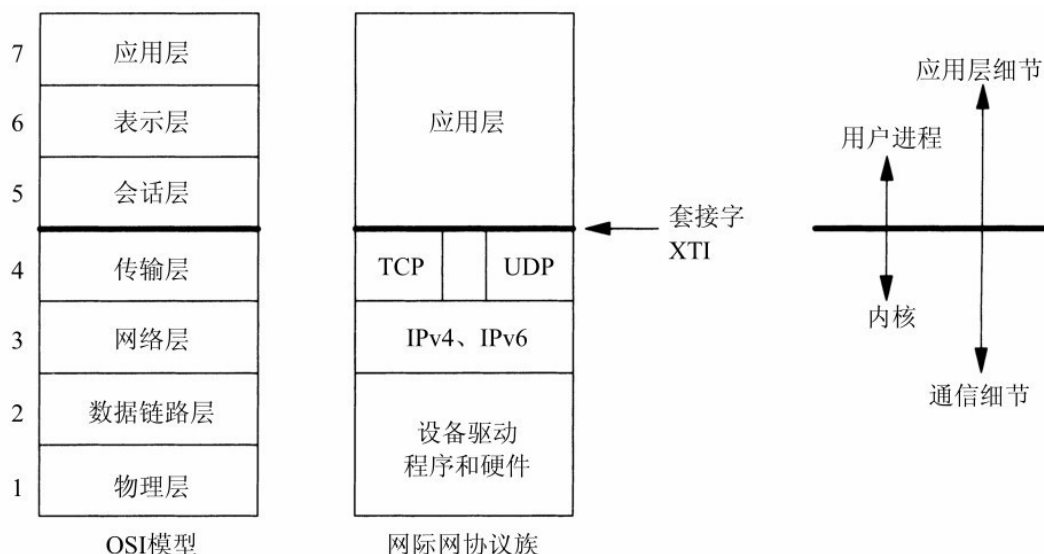 7
应用层
6
表示层
5
会话层
4
传输层
3
网络层
2
数据链路层
1
物理层
OSI模型
应用层
TCP
UDP
IPv4、IPv6
设备驱动
程序和硬件
网际网协议族
套接字
XTI
应用层细节
用户进程
内核
通信细节